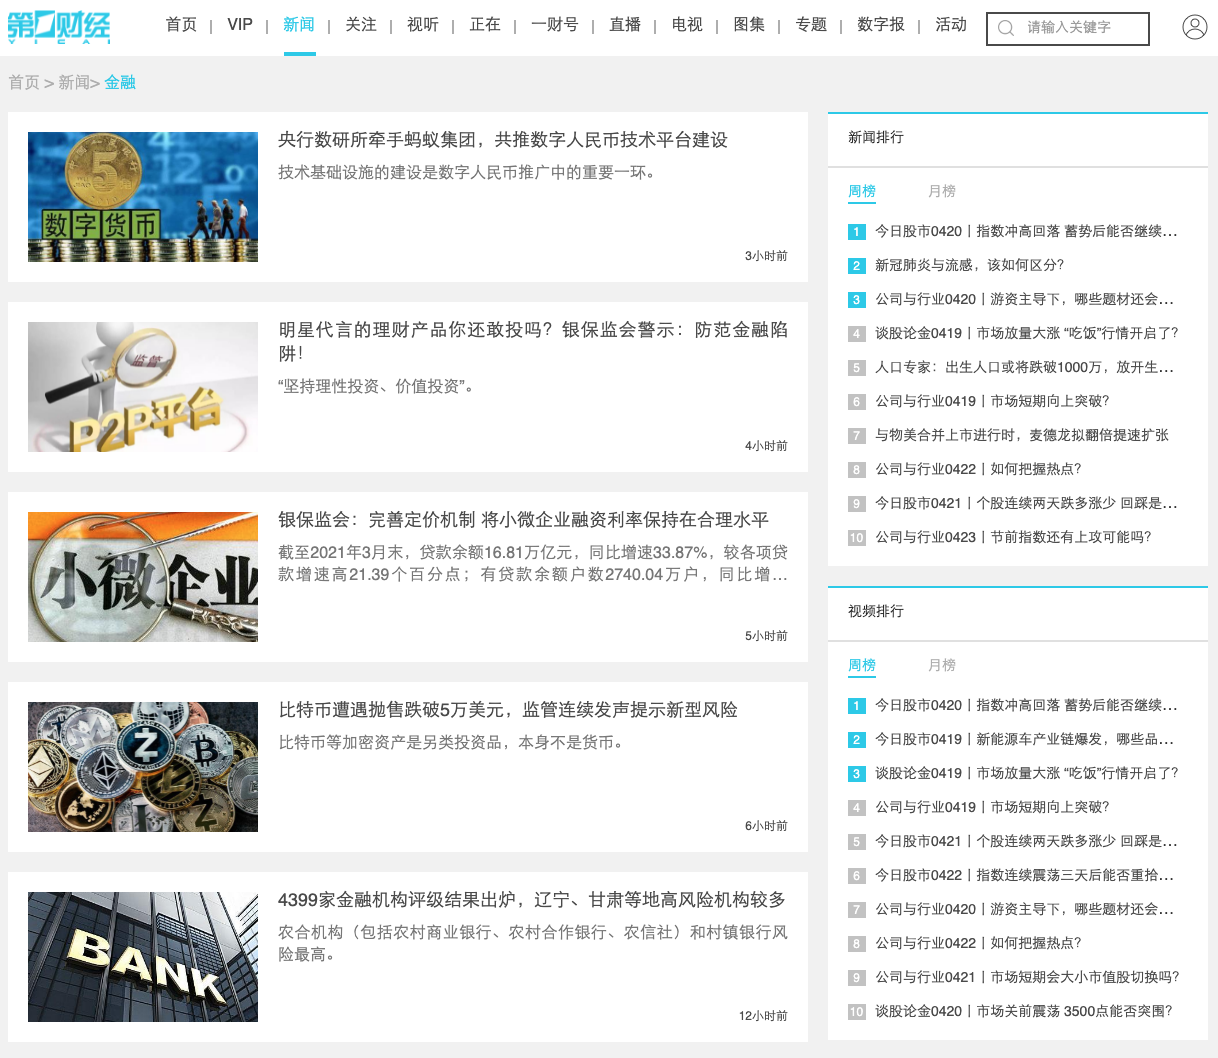 第一财经
YICAI
首页 | VIP | 新闻 | 关注 | 视听 | 正在 | 一财号 | 直播 | 电视 | 图集 | 专题 | 数字报 | 活动
请输入关键字
首页 > 新闻> 金融
5
数字货币
央行数研所牵手蚂蚁集团，共推数字人民币技术平台建设
技术基础设施的建设是数字人民币推广中的重要一环。
3小时前
监管
P2P平台
明星代言的理财产品你还敢投吗？银保监会警示：防范金融陷
阱！
“坚持理性投资、价值投资”。
4小时前
小微企业
银保监会：完善定价机制 将小微企业融资利率保持在合理水平
截至2021年3月末，贷款余额16.81万亿元，同比增速33.87%，较各项贷
款增速高21.39个百分点；有贷款余额户数2740.04万户，同比增…
5小时前
比特币遭遇抛售跌破5万美元，监管连续发声提示新型风险
比特币等加密资产是另类投资品，本身不是货币。
6小时前
BANK
4399家金融机构评级结果出炉，辽宁、甘肃等地高风险机构较多
农合机构（包括农村商业银行、农村合作银行、农信社）和村镇银行风
险最高。
12小时前
新闻排行
周榜 月榜
1 今日股市0420丨指数冲高回落 蓄势后能否继续…
2 新冠肺炎与流感，该如何区分?
3 公司与行业0420丨游资主导下，哪些题材还会…
4 谈股论金0419丨市场放量大涨 “吃饭”行情开启了?
5 人口专家：出生人口或将跌破1000万，放开生…
6 公司与行业0419丨市场短期向上突破?
7 与物美合并上市进行时，麦德龙拟翻倍提速扩张
8 公司与行业0422丨如何把握热点?
9 今日股市0421丨个股连续两天跌多涨少 回踩是…
10 公司与行业0423丨节前指数还有上攻可能吗?
视频排行
周榜 月榜
1 今日股市0420丨指数冲高回落 蓄势后能否继续…
2 今日股市0419丨新能源车产业链爆发，哪些品…
3 谈股论金0419丨市场放量大涨 “吃饭”行情开启了?
4 公司与行业0419丨市场短期向上突破?
5 今日股市0421丨个股连续两天跌多涨少 回踩是…
6 今日股市0422丨指数连续震荡三天后能否重拾…
7 公司与行业0420丨游资主导下，哪些题材还会…
8 公司与行业0422丨如何把握热点?
9 公司与行业0421丨市场短期会大小市值股切换吗?
10 谈股论金0420丨市场关前震荡 3500点能否突围?